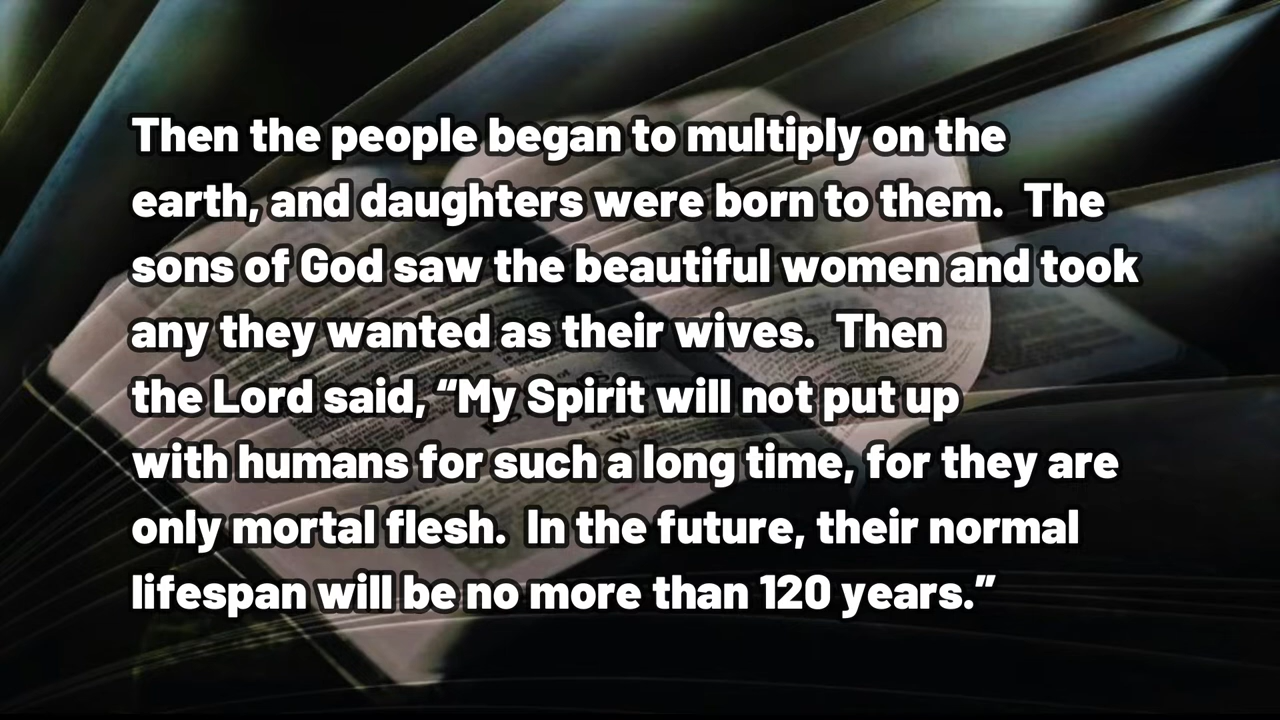 Then the people began to multiply on the
earth, and daughters were born to them.  The
sons of God saw the beautiful women and took
any they wanted as their wives.  Then
the Lord said, “My Spirit will not put up
with humans for such a long time, for they are
only mortal flesh.  In the future, their normal
lifespan will be no more than 120 years.”